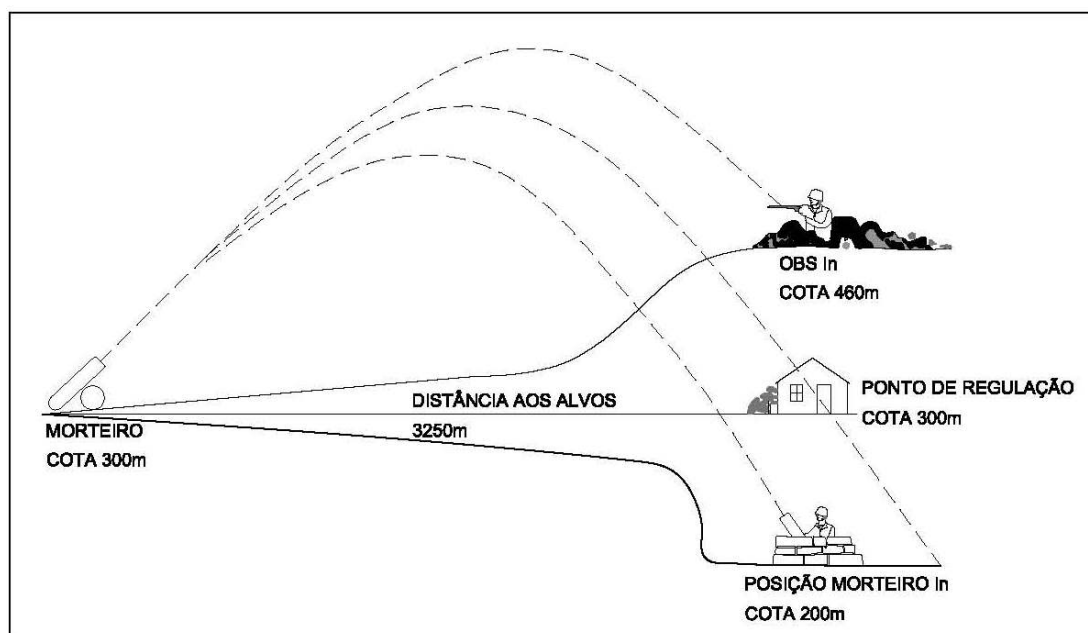 OBS In
COTA 460m
PONTO DE REGULAÇÃO
COTA 300m
DISTÂNCIA AOS ALVOS
3250m
MORTEIRO
COTA 300m
POSIÇÃO MORTEIRO In
COTA 200m